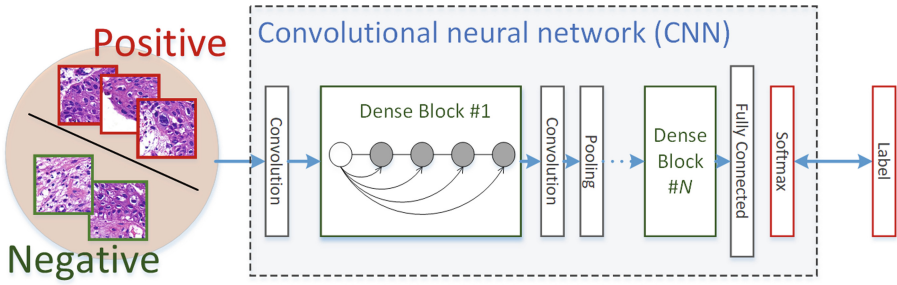 Positive
Negative
Convolutional neural network (CNN)
Convolution
Dense Block #1
Convolution
Pooling
Dense
Block
#N
Fully Connected
Softmax
Label